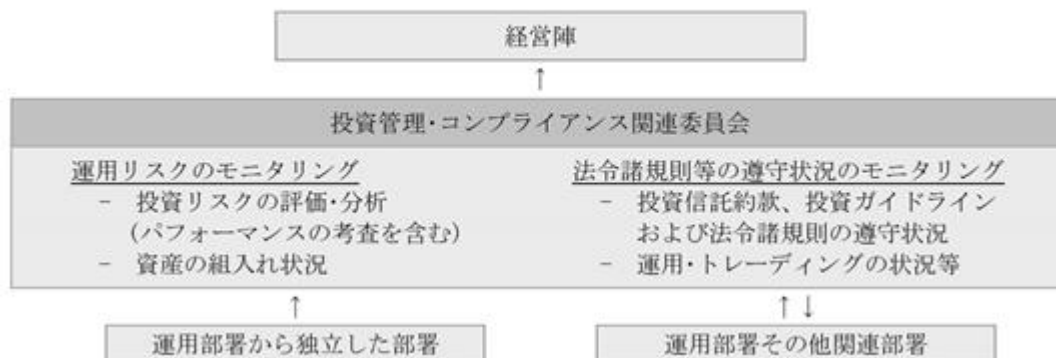 経営陣
↑
投資管理・コンプライアンス関連委員会
運用リスクのモニタリング
－ 投資リスクの評価・分析
(パフォーマンスの考査を含む)
－ 資産の組入れ状況
法令諸規則等の遵守状況のモニタリング
－ 投資信託約款、投資ガイドライン
および法令諸規則の遵守状況
－ 運用・トレーディングの状況等
↑
↑↓
運用部署から独立した部署
運用部署その他関連部署